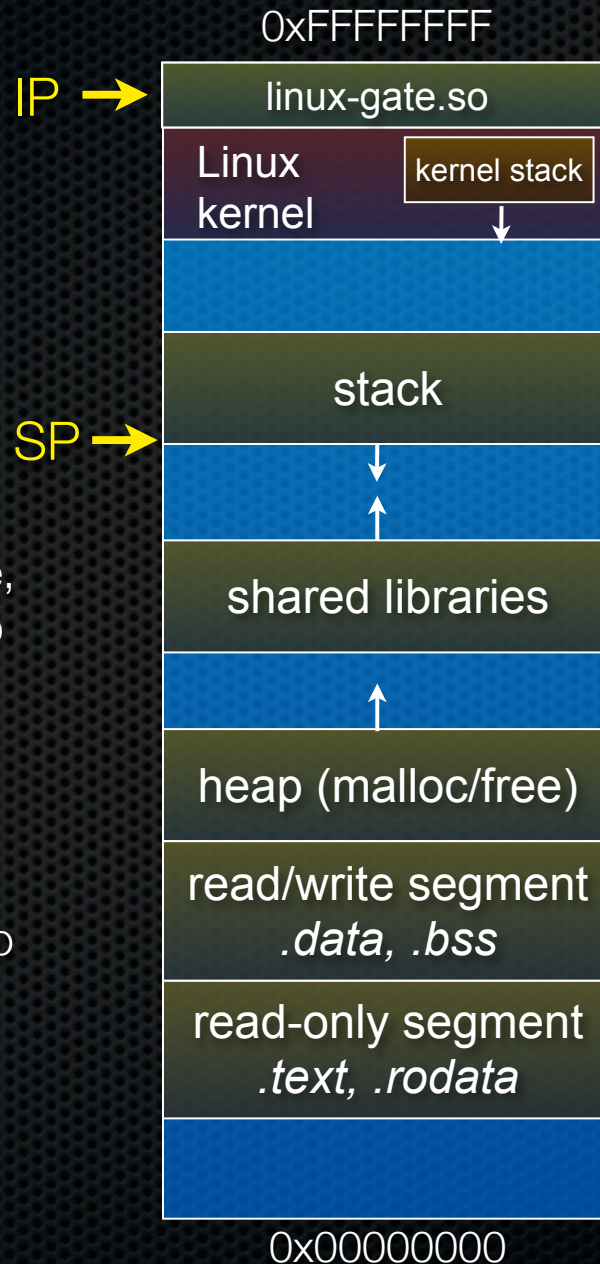 0xFFFFFFFF
IP
linux-gate.so
Linux
kernel
kernel stack
stack
SP
shared libraries
heap (malloc/free)
read/write segment
.data, .bss
read-only segment
.text, .rodata
0x00000000